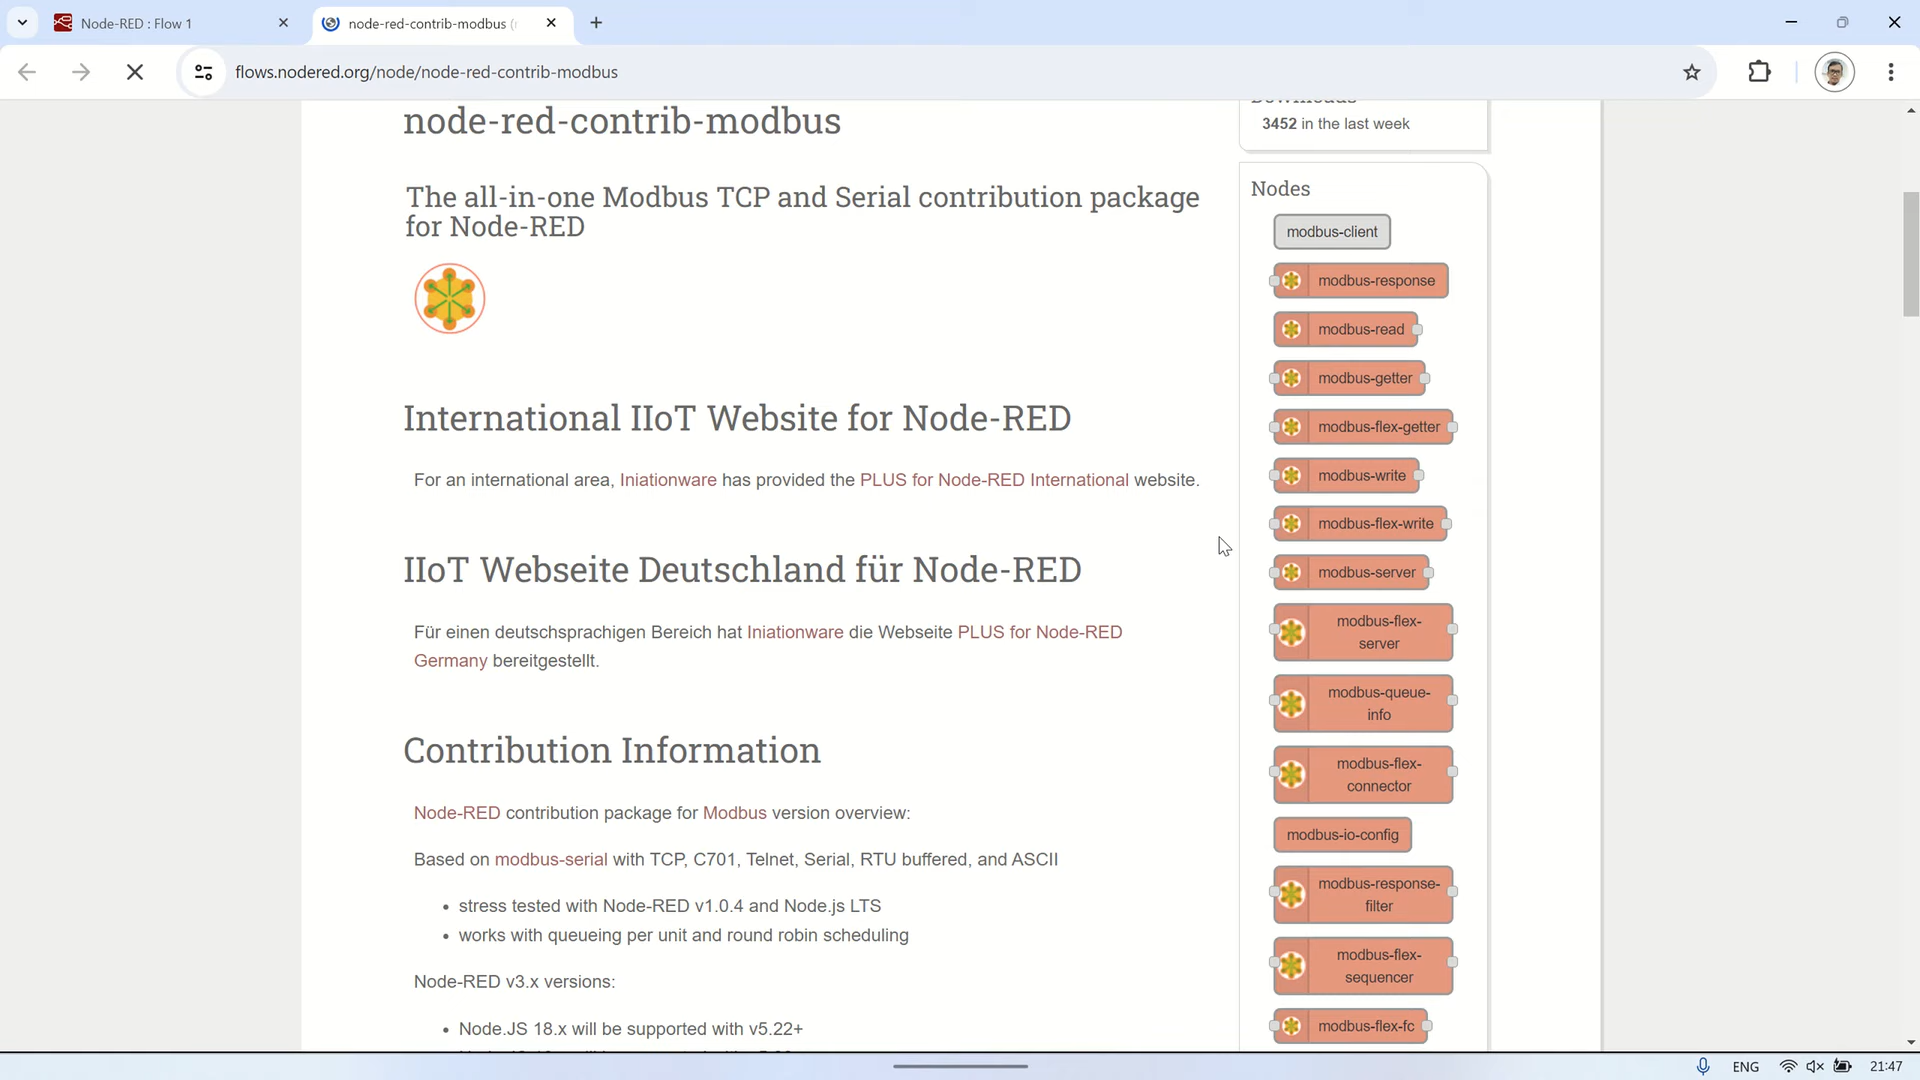 Node-RED : Flow 1
node-red-contrib-modbus (
flows.nodered.org/node/node-red-contrib-modbus
node-red-contrib-modbus
The all-in-one Modbus TCP and Serial contribution package
for Node-RED
International IIoT Website for Node-RED
For an international area, Iniationware has provided the PLUS for Node-RED International website.
IIoT Webseite Deutschland für Node-RED
Für einen deutschsprachigen Bereich hat Iniationware die Webseite PLUS for Node-RED
Germany bereitgestellt.
Contribution Information
Node-RED contribution package for Modbus version overview:
Based on modbus-serial with TCP, C701, Telnet, Serial, RTU buffered, and ASCII
• stress tested with Node-RED v1.0.4 and Node.js LTS
• works with queueing per unit and round robin scheduling
Node-RED v3.x versions:
• Node.JS 18.x will be supported with v5.22+
Downloads
3452 in the last week
Nodes
modbus-client
modbus-response
modbus-read
modbus-getter
modbus-flex-getter
modbus-write
modbus-flex-write
modbus-server
modbus-flex-
server
modbus-queue-
info
modbus-flex-
connector
modbus-io-config
modbus-response-
filter
modbus-flex-
sequencer
modbus-flex-fc
ENG
21:47